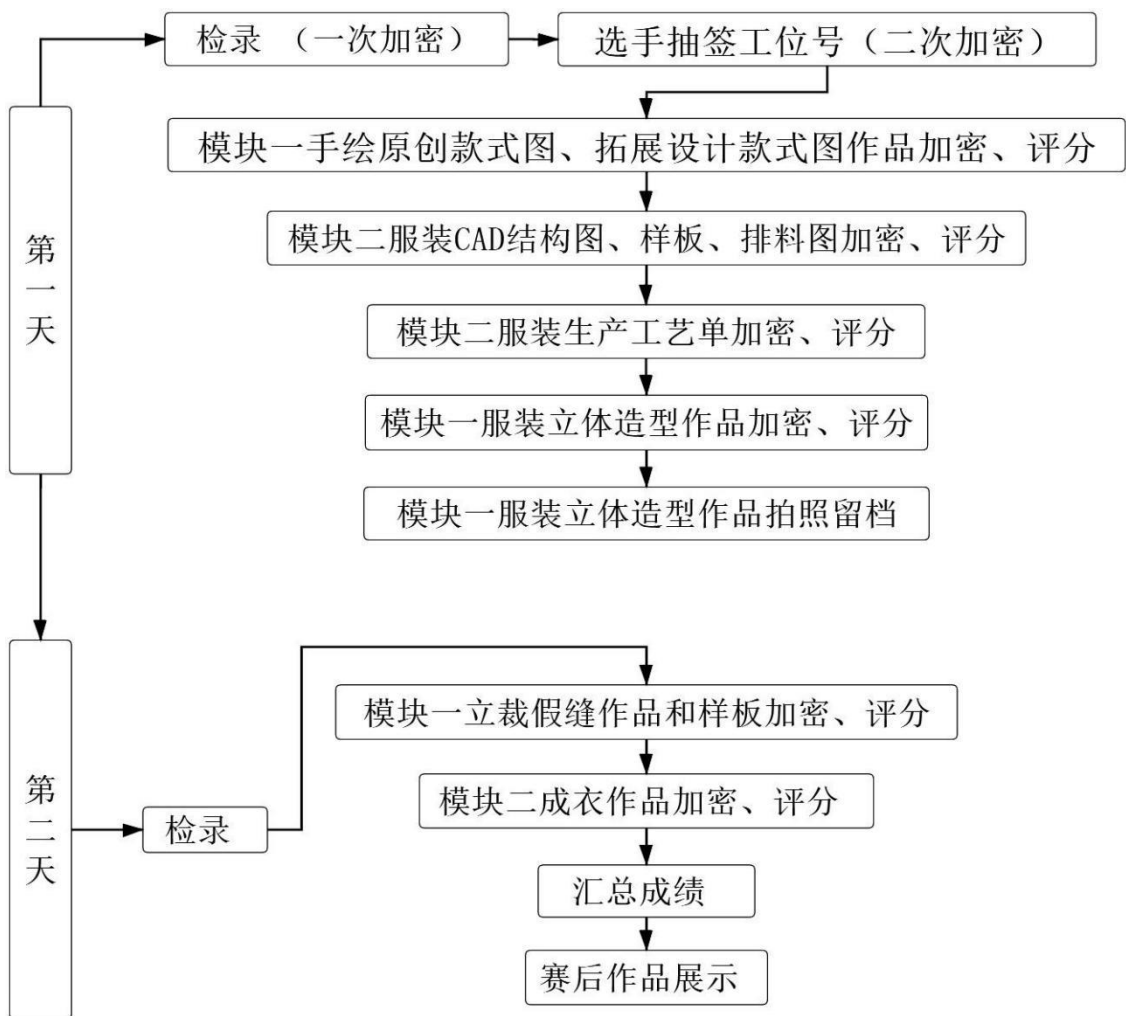 检录 （一次加密）
选手抽签工位号（二次加密）
第一天
模块一手绘原创款式图、拓展设计款式图作品加密、评分
模块二服装CAD结构图、样板、排料图加密、评分
模块二服装生产工艺单加密、评分
模块一服装立体造型作品加密、评分
模块一服装立体造型作品拍照留档
第二天
检录
模块一立裁假缝作品和样板加密、评分
模块二成衣作品加密、评分
汇总成绩
赛后作品展示